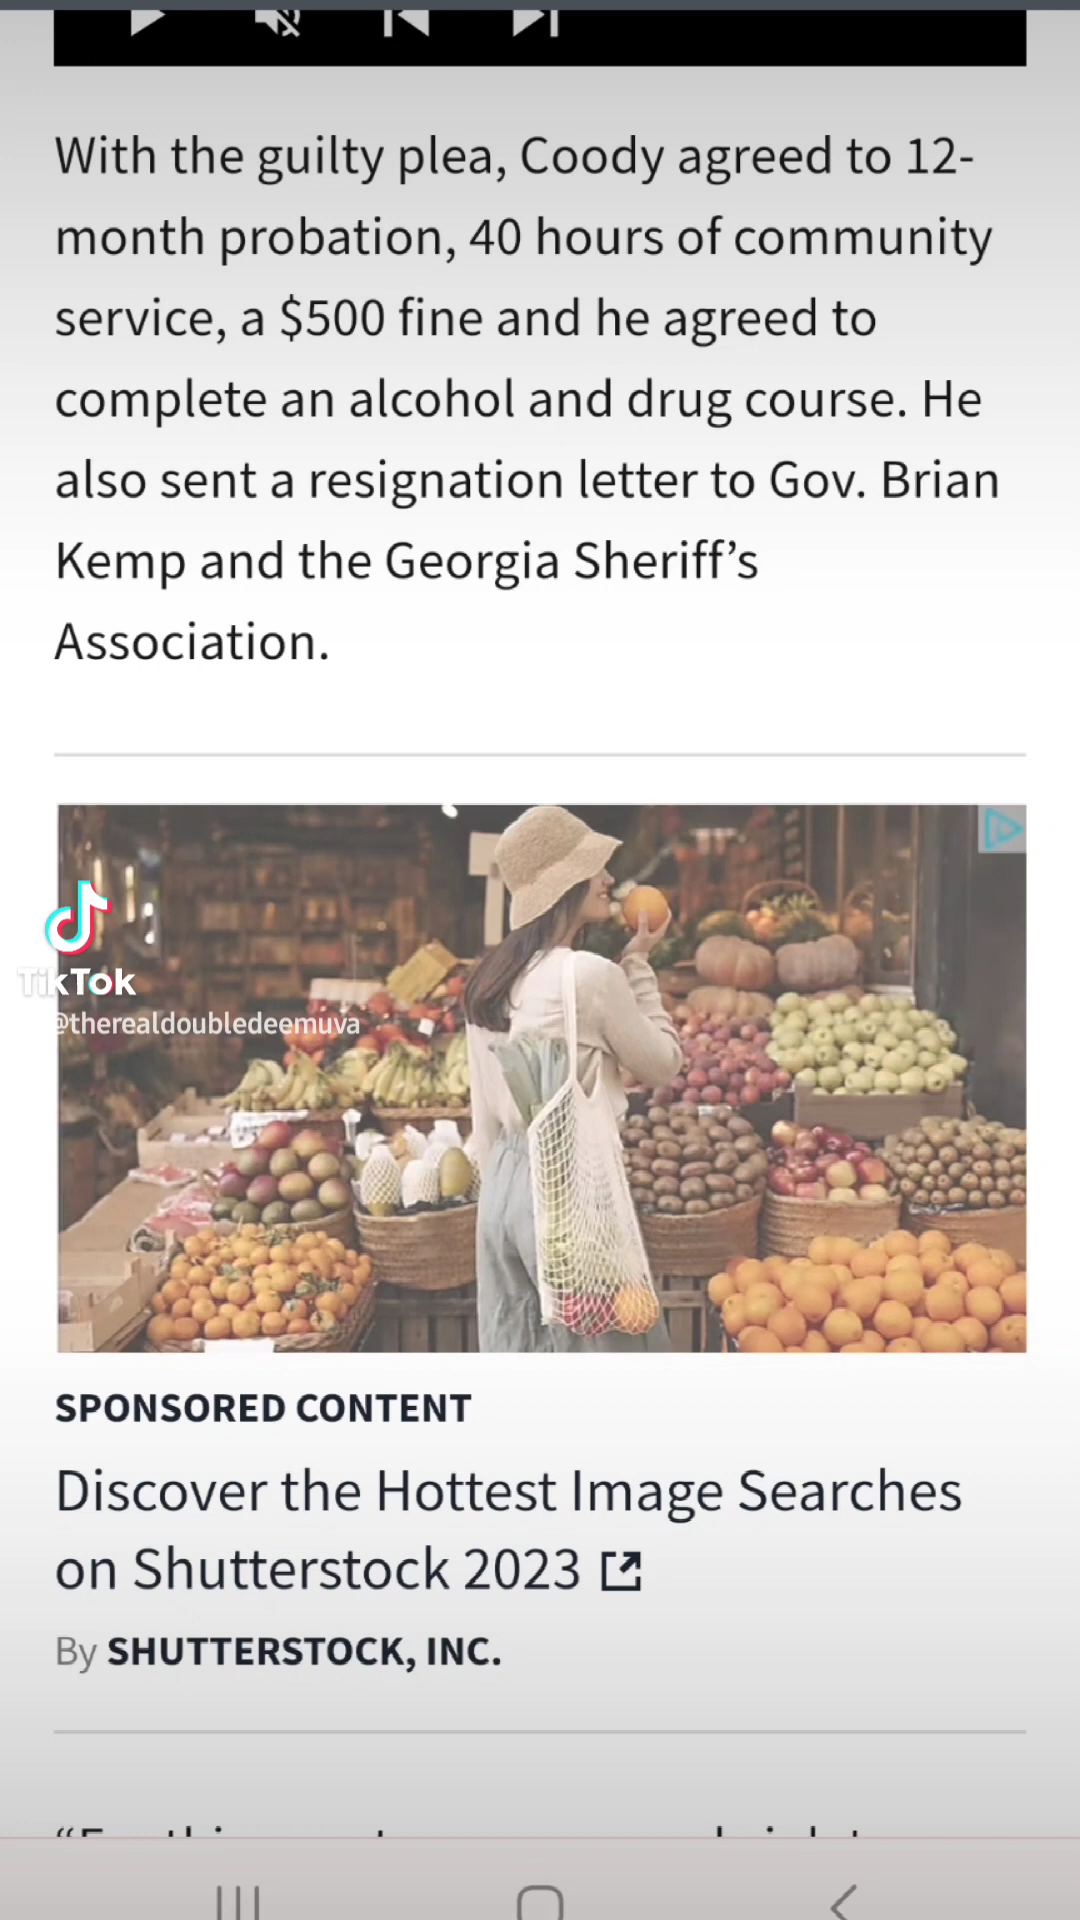 With the guilty plea, Coody agreed to 12-
month probation, 40 hours of community
service, a $500 fine and he agreed to
complete an alcohol and drug course. He
also sent a resignation letter to Gov. Brian
Kemp and the Georgia Sheriff’s
Association.
TikTok
@therealdoubledeemuva
SPONSORED CONTENT
Discover the Hottest Image Searches
on Shutterstock 2023
By SHUTTERSTOCK, INC.